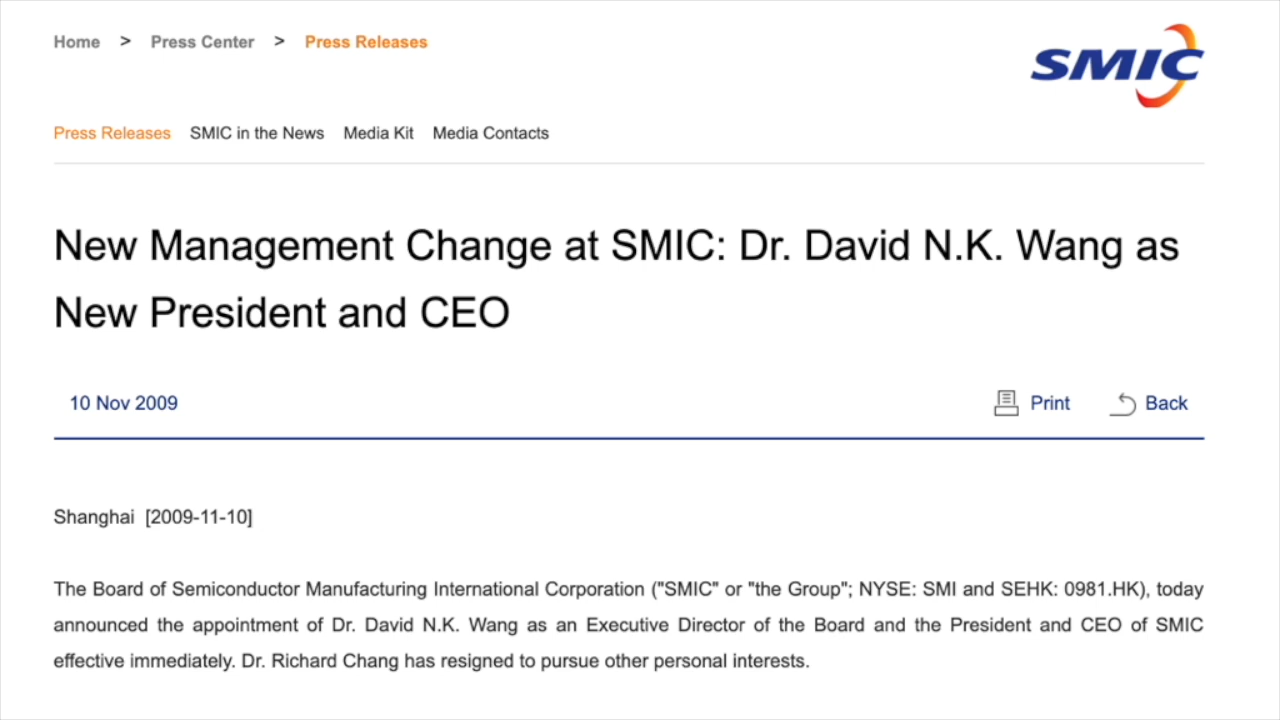 Home > Press Center > Press Releases
SMIC
Press Releases SMIC in the News Media Kit Media Contacts
New Management Change at SMIC: Dr. David N.K. Wang as
New President and CEO
10 Nov 2009 Print Back
Shanghai [2009-11-10]
The Board of Semiconductor Manufacturing International Corporation ("SMIC" or "the Group"; NYSE: SMI and SEHK: 0981.HK), today
announced the appointment of Dr. David N.K. Wang as an Executive Director of the Board and the President and CEO of SMIC
effective immediately. Dr. Richard Chang has resigned to pursue other personal interests.